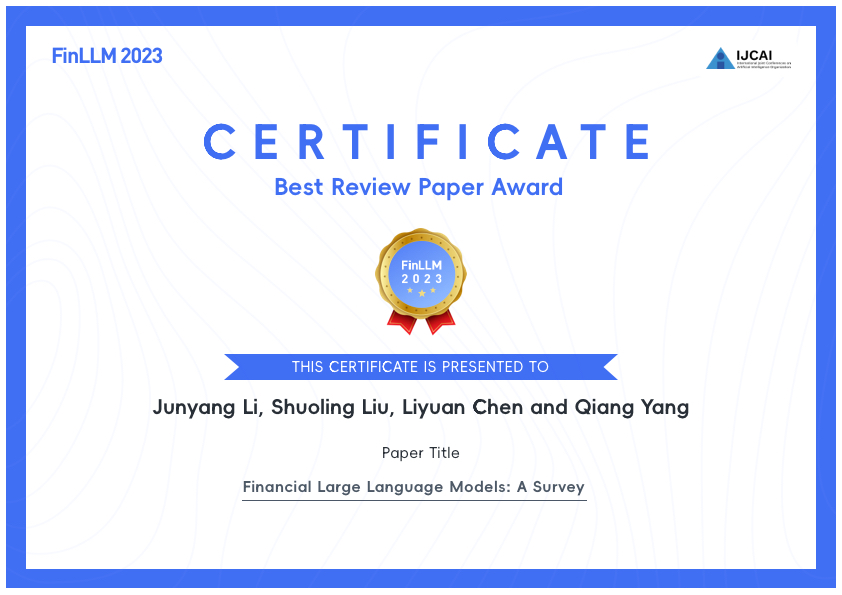 FinLLM 2023
IJCAI
International Joint Conferences on
Artificial Intelligence Organization
CERTIFICATE
Best Review Paper Award
FinLLM
2023
THIS CERTIFICATE IS PRESENTED TO
Junyang Li, Shuoling Liu, Liyuan Chen and Qiang Yang
Paper Title
Financial Large Language Models: A Survey